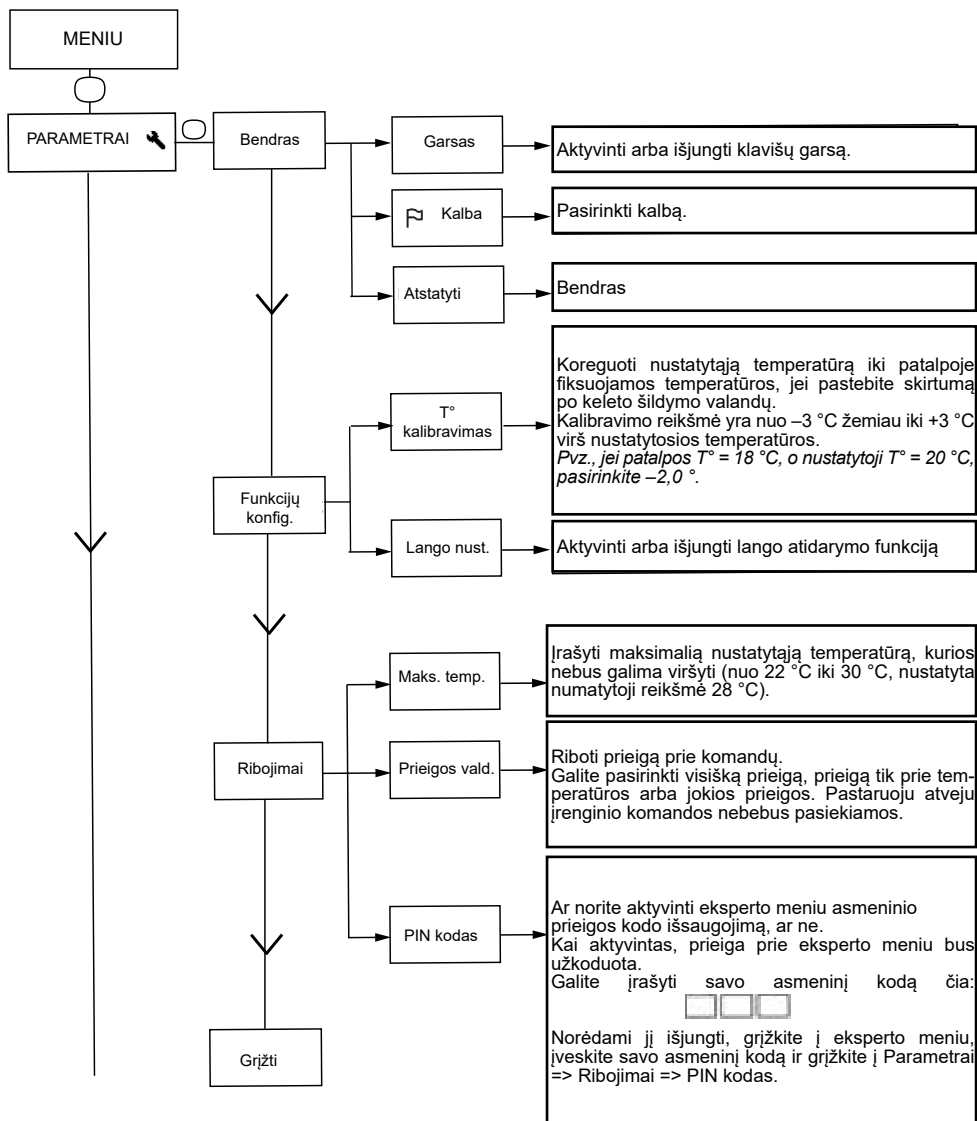 MENIU
PARAMETRAI
Bendras
Garsas
Aktyvinti arba išjungti klavišų garsą.
Kalba
Pasirinkti kalbą.
Atstatyti
Bendras
Funkcijų
konfig.
T°
kalibravimas
Koreguoti nustatytąją temperatūrą iki patalpoje
fiksuojamos temperatūros, jei pastebite skirtumą
po keleto šildymo valandų.
Kalibravimo reikšmė yra nuo –3 °C žemiau iki +3 °C
virš nustatytosios temperatūros.
Pvz., jei patalpos T° = 18 °C, o nustatytoji T° = 20 °C,
pasirinkite –2,0 °.
Lango nust.
Aktyvinti arba išjungti lango atidarymo funkciją
Ribojimai
Maks. temp.
Įrašyti maksimalią nustatytąją temperatūrą, kurios
nebus galima viršyti (nuo 22 °C iki 30 °C, nustatyta
numatytoji reikšmė 28 °C).
Prieigos vald.
Riboti prieigą prie komandų.
Galite pasirinkti visišką prieigą, prieigą tik prie tem-
peratūros arba jokios prieigos. Pastaruoju atveju
įrenginio komandos nebebus pasiekiamos.
PIN kodas
Ar norite aktyvinti eksperto meniu asmeninio
prieigos kodo išsaugojimą, ar ne.
Kai aktyvintas, prieiga prie eksperto meniu bus
užkoduota.
Galite įrašyti savo asmeninį kodą čia:
Norėdami jį išjungti, grįžkite į eksperto meniu,
įveskite savo asmeninį kodą ir grįžkite į Parametrai
=> Ribojimai => PIN kodas.
Grįžti